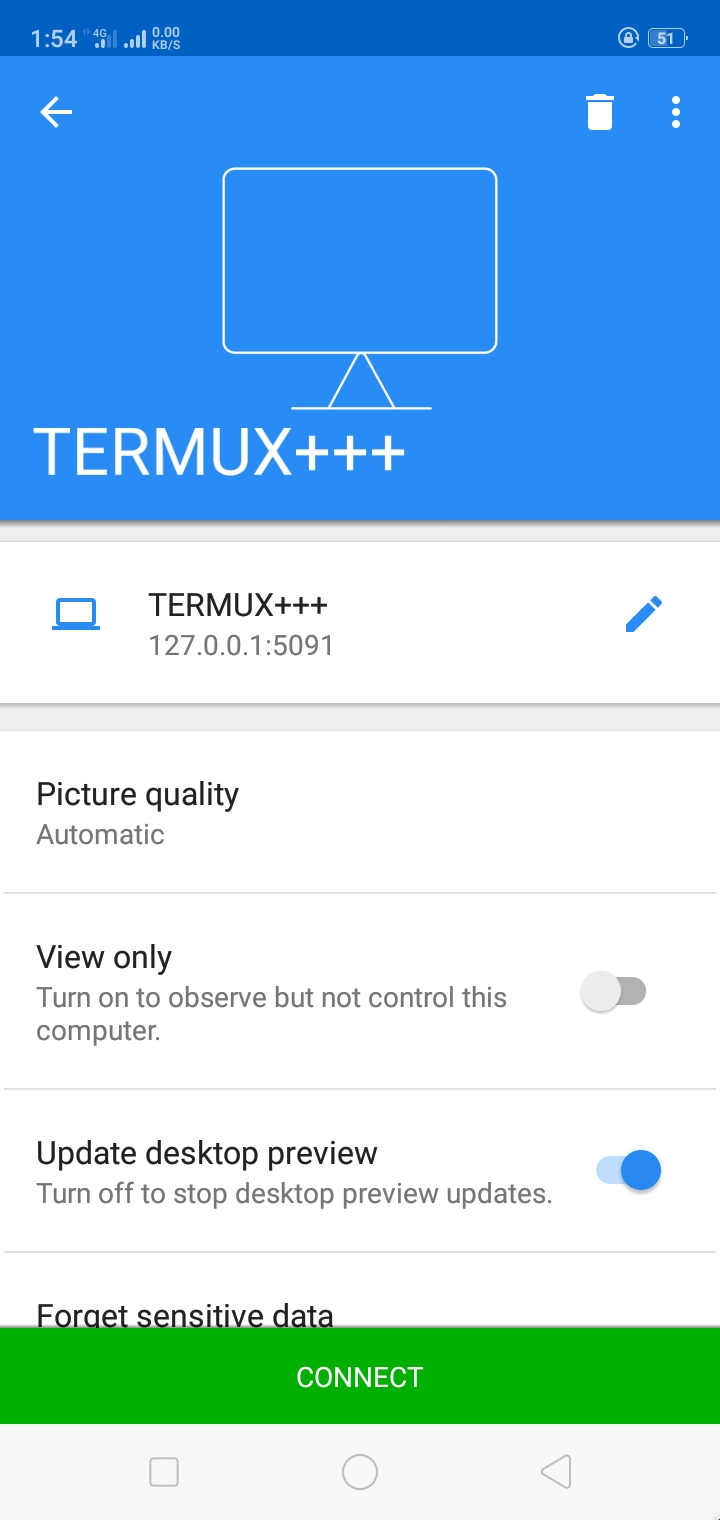 1:54 4G 0.00 KB/S 51
TERMUX+++
TERMUX+++
127.0.0.1:5091
Picture quality
Automatic
View only
Turn on to observe but not control this
computer.
Update desktop preview
Turn off to stop desktop preview updates.
Forget sensitive data
CONNECT